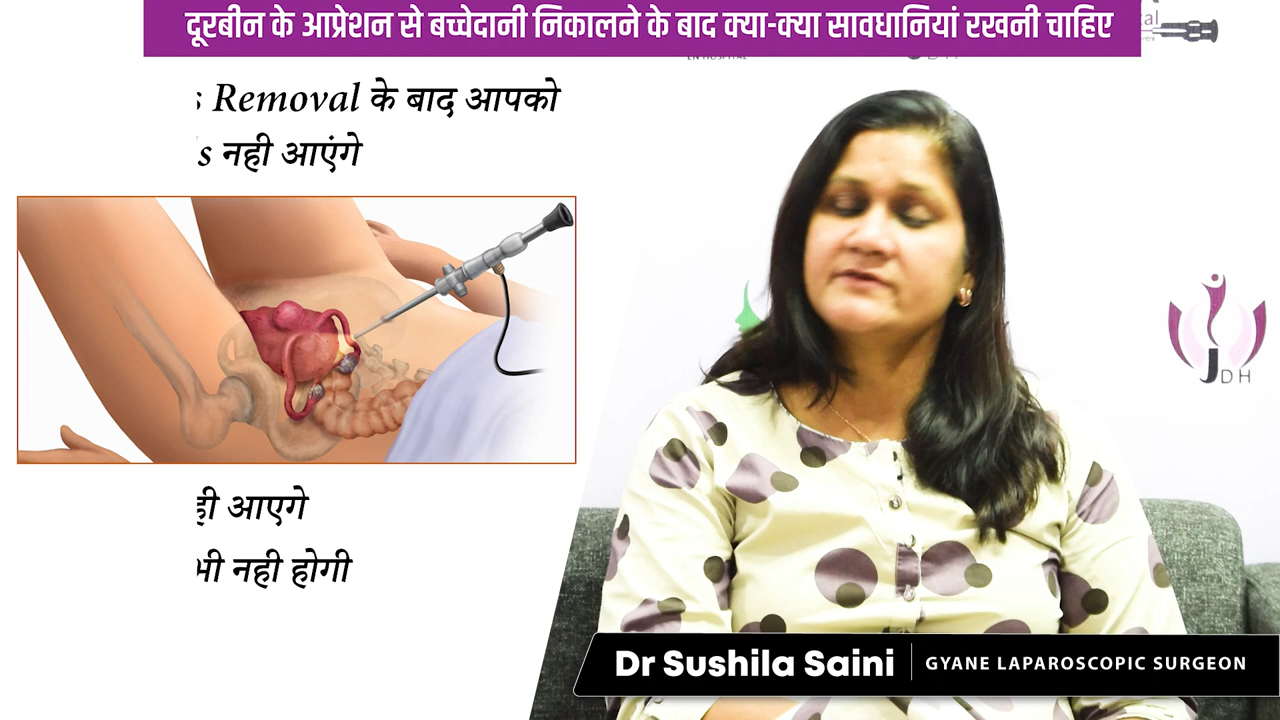 दूरबीन के आप्रेशन से बच्चेदानी निकालने के बाद क्या-क्या सावधानियां रखनी चाहिए
Removal के बाद आपको
s नही आएंगे
ही आएगे
भी नही होगी
JDH
Dr Sushila Saini
GYANE LAPAROSCOPIC SURGEON